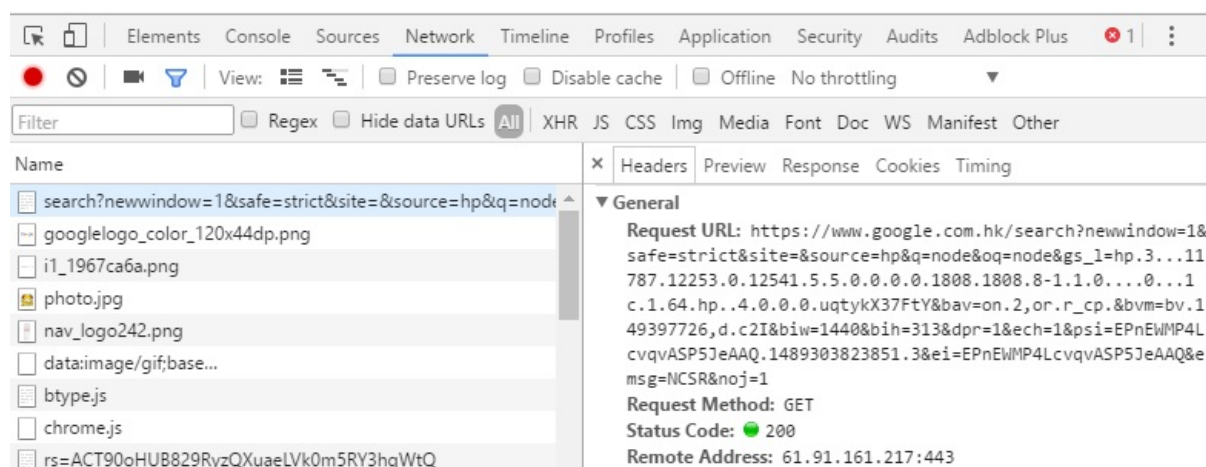 Elements Console Sources Network Timeline Profiles Application Security Audits Adblock Plus 1
View: Preserve log Disable cache Offline No throttling
Filter Regex Hide data URLs All XHR JS CSS Img Media Font Doc WS Manifest Other
Name
search?newwindow=1&safe=strict&site=&source=hp&q=node
googlelogo_color_120x44dp.png
i1_1967ca6a.png
photo.jpg
nav_logo242.png
data:image/gif;base...
btype.js
chrome.js
rs=ACT90oHUB829RyzQXuaeLVk0m5RY3hqWtQ
× Headers Preview Response Cookies Timing
General
Request URL: https://www.google.com.hk/search?newwindow=1&
safe=strict&site=&source=hp&q=node&oq=node&gs_l=hp.3...11
787.12253.0.12541.5.5.0.0.0.0.1808.1808.8-1.1.0....0...1
c.1.64.hp..4.0.0.0.uqtykX37FtY&bav=on.2,or.r_cp.&bvm=bv.1
49397726,d.c2I&biw=1440&bih=313&dpr=1&ech=1&psi=EPnEWMP4L
cvqvASP5JeAAQ.1489303823851.3&ei=EPnEWMP4LcvqvASP5JeAAQ&e
msg=NCSR&noj=1
Request Method: GET
Status Code: 200
Remote Address: 61.91.161.217:443